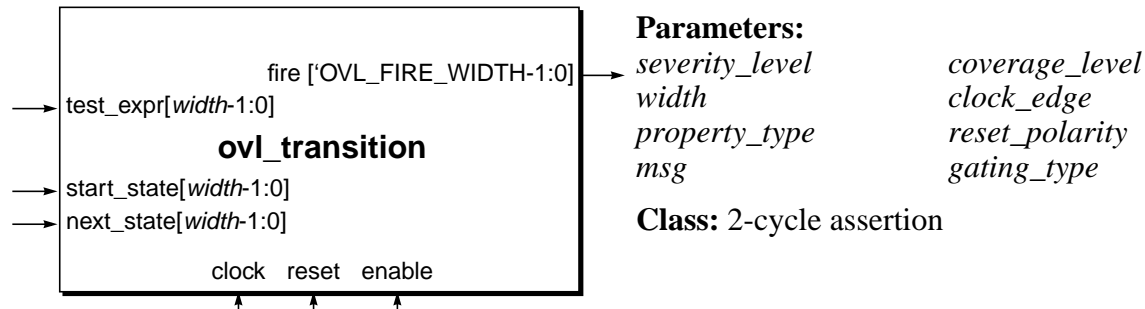 fire [‘OVL_FIRE_WIDTH-1:0]
test_expr[width-1:0]
ovl_transition
start_state[width-1:0]
next_state[width-1:0]
clock reset enable
Parameters:
severity_level coverage_level
width clock_edge
property_type reset_polarity
msg gating_type
Class: 2-cycle assertion